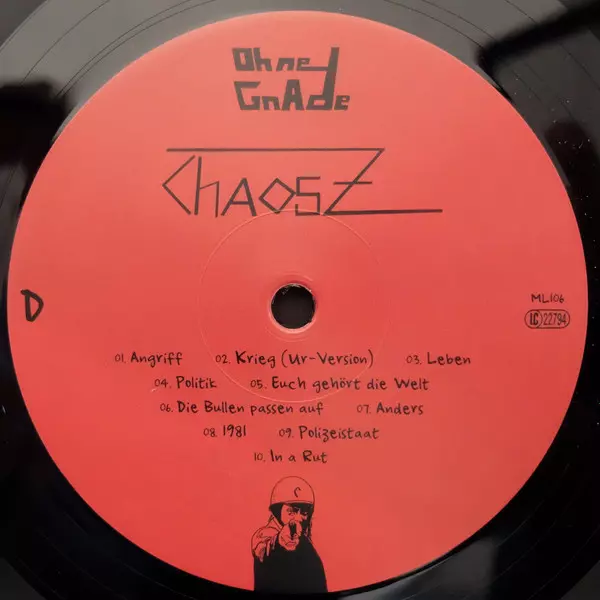 Ohne
GnAde
ChAosZ
D
ML106
LC 22794
01. Angriff 02. Krieg (Ur-Version) 03. Leben
04. Politik 05. Euch gehört die Welt
06. Die Bullen passen auf 07. Anders
08. 1981 09. Polizeistaat
10. In a Rut